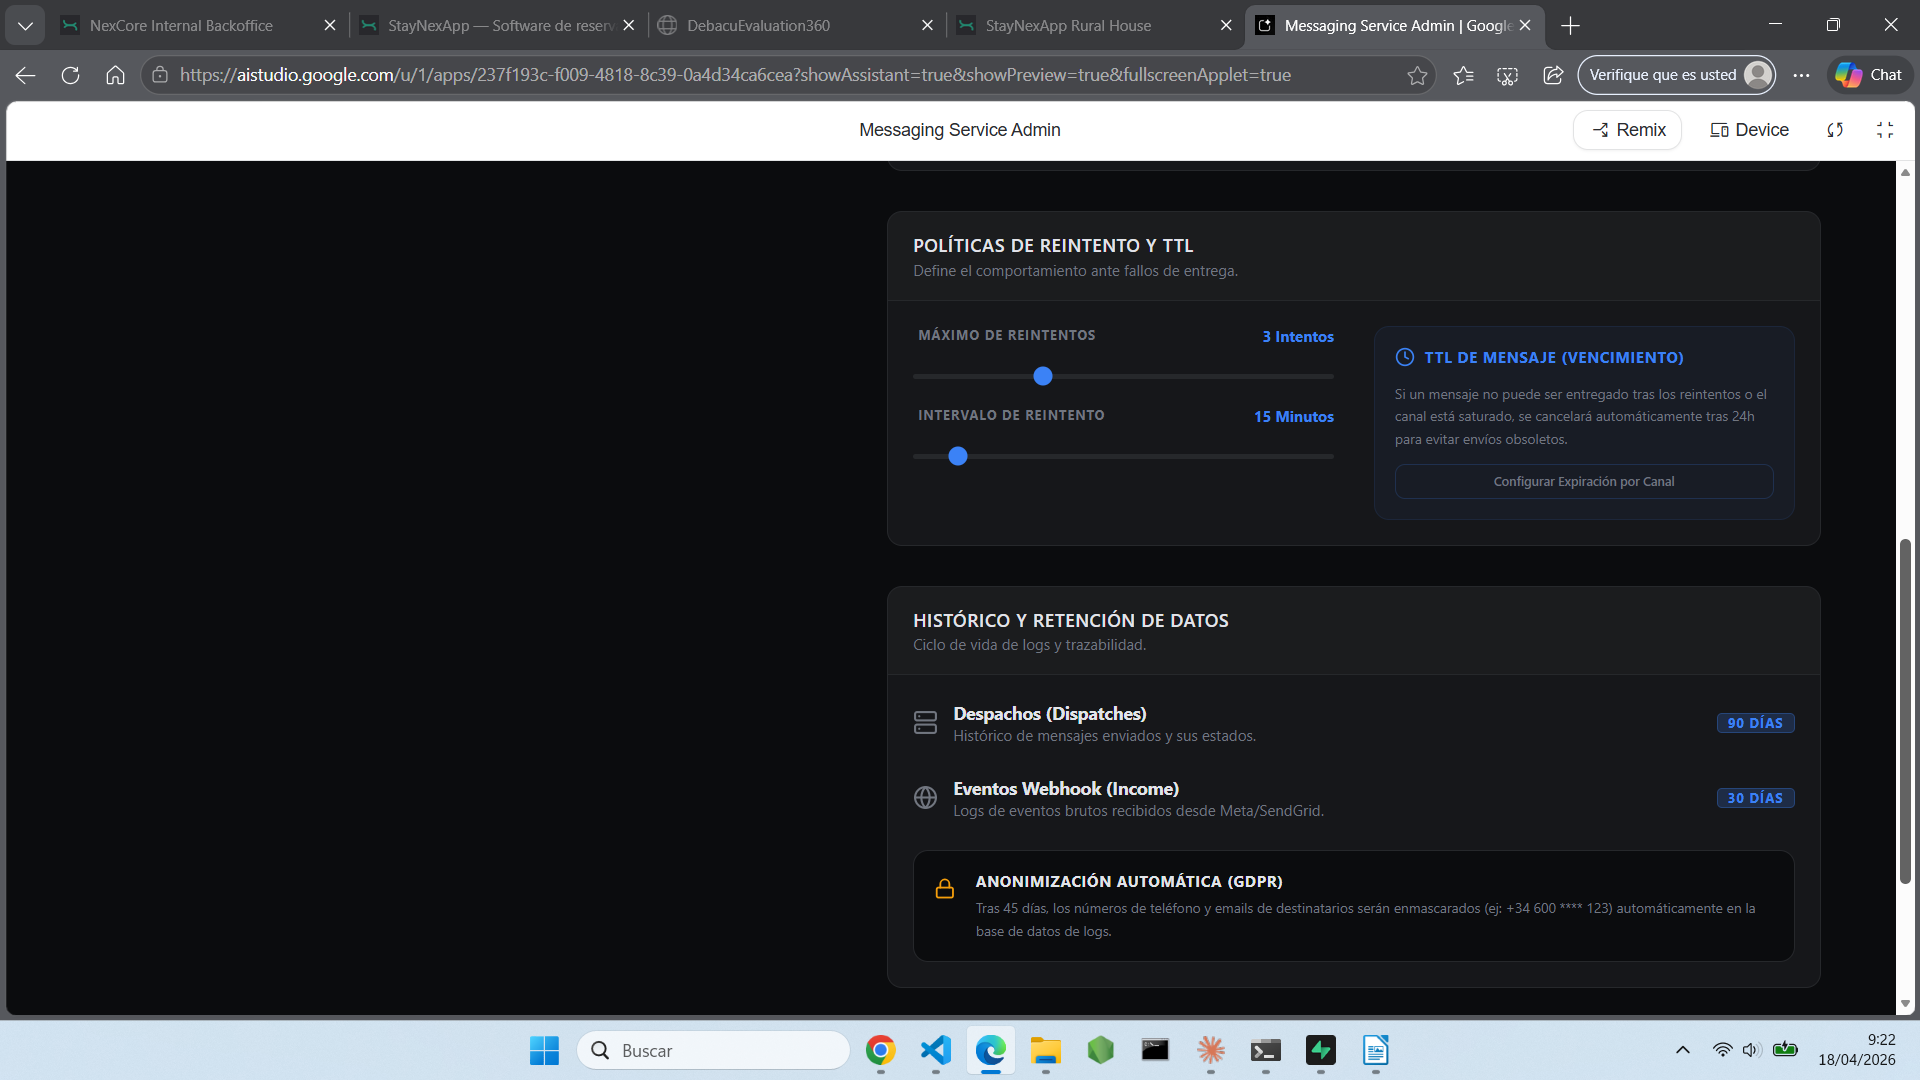 NexCore Internal Backoffice
StayNexApp — Software de reserv
DebacuEvaluation360
StayNexApp Rural House
Messaging Service Admin | Google
https://aistudio.google.com/u/1/apps/237f193c-f009-4818-8c39-0a4d34ca6cea?showAssistant=true&showPreview=true&fullscreenApplet=true
Verifique que es usted
Chat
Messaging Service Admin
Remix
Device
POLÍTICAS DE REINTENTO Y TTL
Define el comportamiento ante fallos de entrega.
MÁXIMO DE REINTENTOS
3 Intentos
INTERVALO DE REINTENTO
15 Minutos
TTL DE MENSAJE (VENCIMIENTO)
Si un mensaje no puede ser entregado tras los reintentos o el
canal está saturado, se cancelará automáticamente tras 24h
para evitar envíos obsoletos.
Configurar Expiración por Canal
HISTÓRICO Y RETENCIÓN DE DATOS
Ciclo de vida de logs y trazabilidad.
Despachos (Dispatches)
Histórico de mensajes enviados y sus estados.
90 DÍAS
Eventos Webhook (Income)
Logs de eventos brutos recibidos desde Meta/SendGrid.
30 DÍAS
ANONIMIZACIÓN AUTOMÁTICA (GDPR)
Tras 45 días, los números de teléfono y emails de destinatarios serán enmascarados (ej: +34 600 **** 123) automáticamente en la
base de datos de logs.
Buscar
9:22
18/04/2026